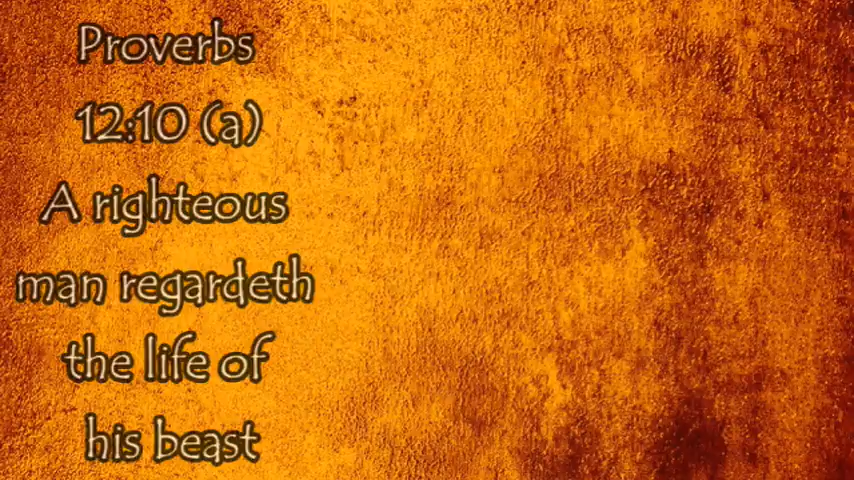 Proverbs
12:10 (a)
A righteous
man regardeth
the life of
his beast